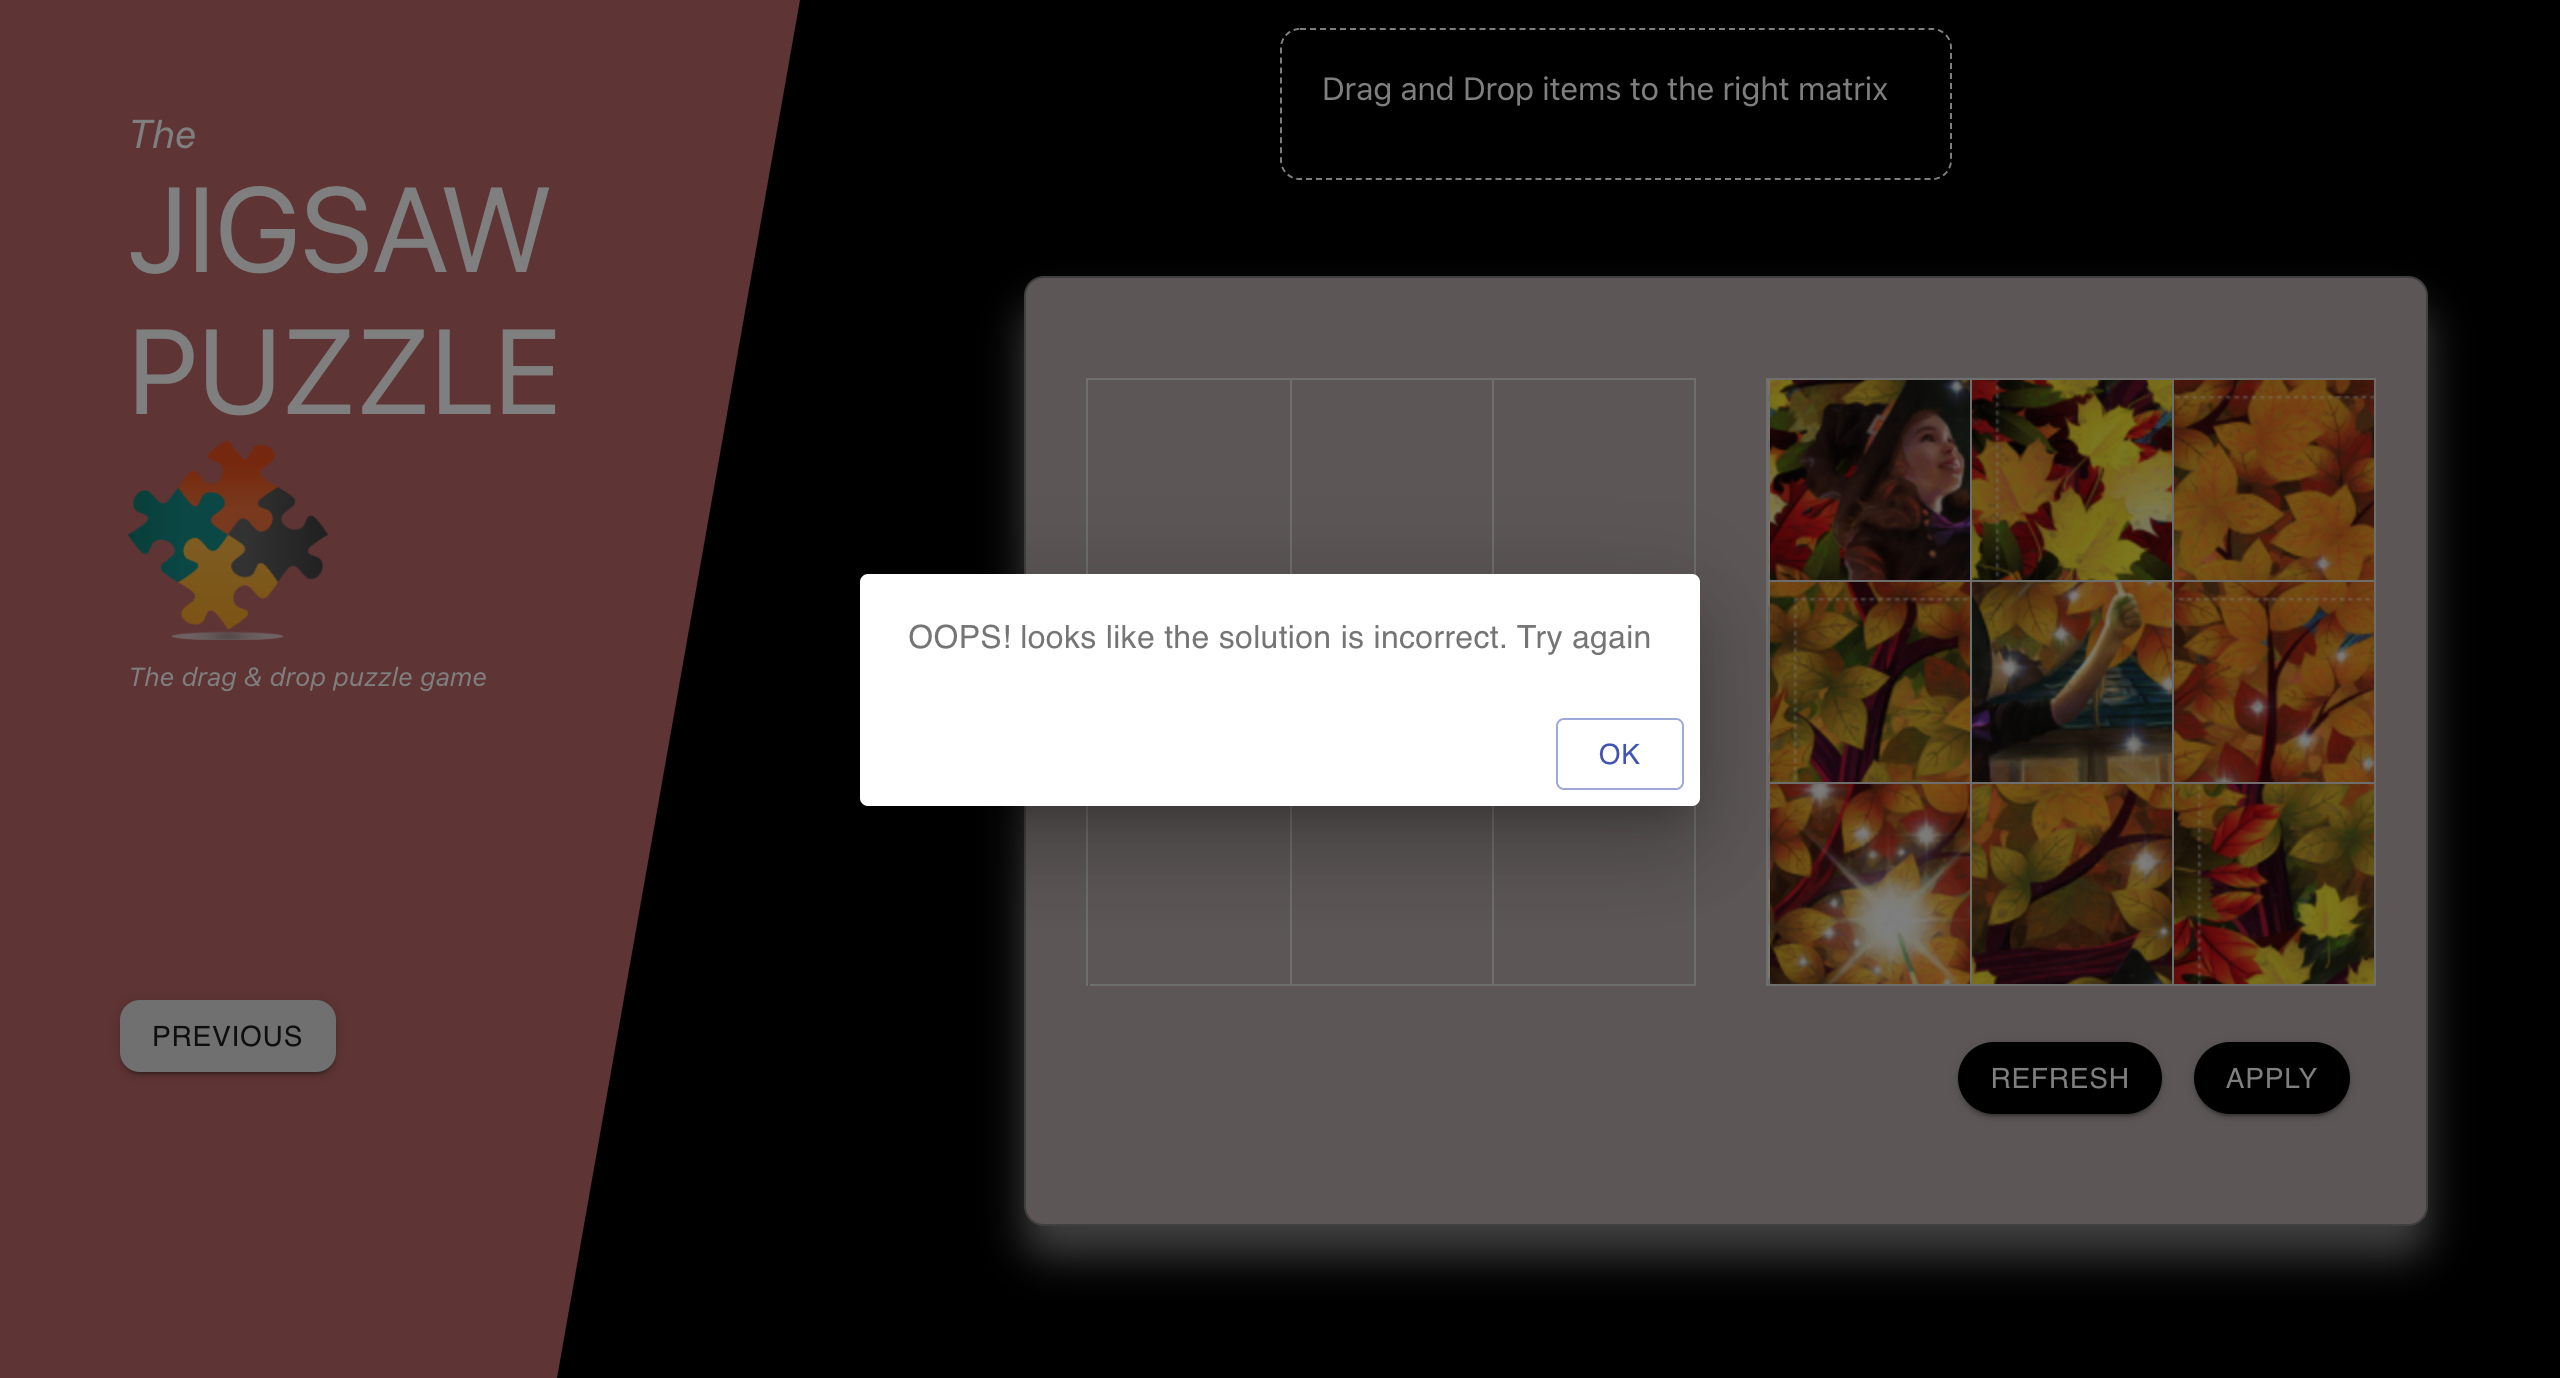 The
JIGSAW
PUZZLE
The drag & drop puzzle game
PREVIOUS
Drag and Drop items to the right matrix
OOPS! looks like the solution is incorrect. Try again
OK
REFRESH
APPLY